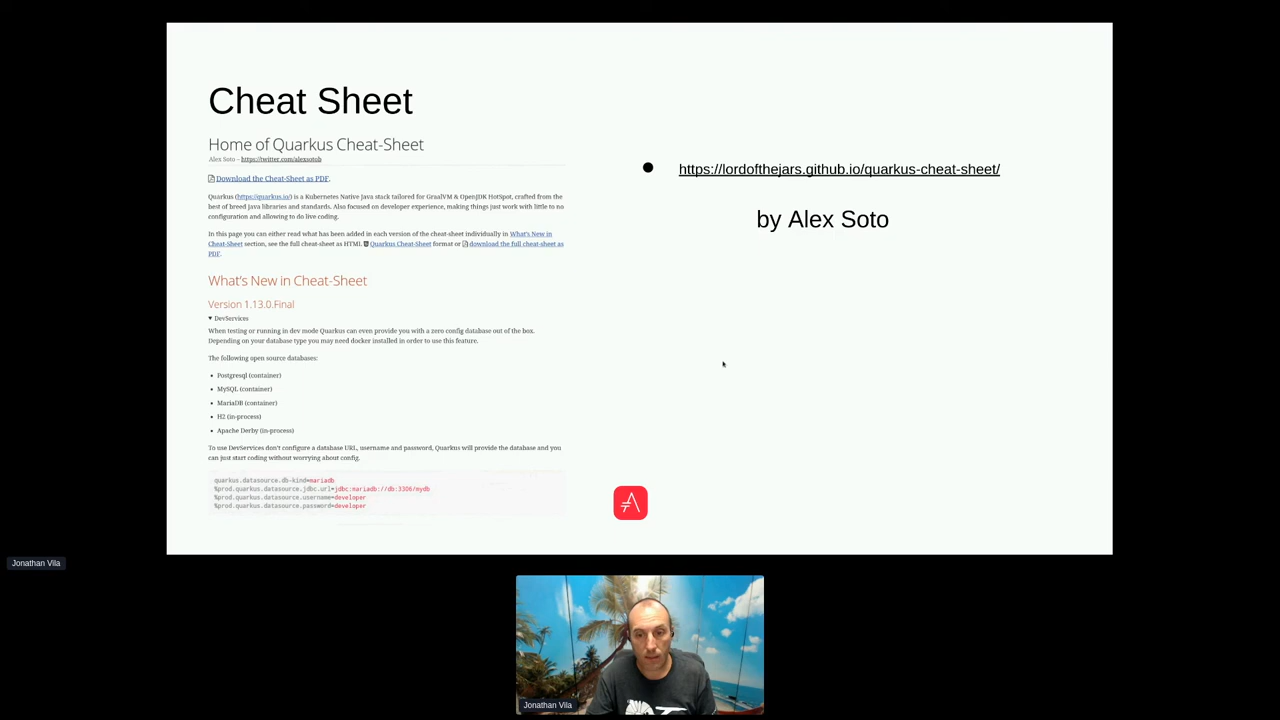 Cheat Sheet
Home of Quarkus Cheat-Sheet
Alex Soto – https://twitter.com/alexsotob
Download the Cheat-Sheet as PDF.
Quarkus (https://quarkus.io/) is a Kubernetes Native Java stack tailored for GraalVM & OpenJDK HotSpot, crafted from the
best of breed Java libraries and standards. Also focused on developer experience, making things just work with little to no
configuration and allowing to do live coding.
In this page you can either read what has been added in each version of the cheat-sheet individually in What's New in
Cheat-Sheet section, see the full cheat-sheet as HTML Quarkus Cheat-Sheet format or download the full cheat-sheet as
PDF.
What's New in Cheat-Sheet
Version 1.13.0.Final
▼ DevServices
When testing or running in dev mode Quarkus can even provide you with a zero config database out of the box.
Depending on your database type you may need docker installed in order to use this feature.
The following open source databases:
• Postgresql (container)
• MySQL (container)
• MariaDB (container)
• H2 (in-process)
• Apache Derby (in-process)
To use DevServices don't configure a database URL, username and password, Quarkus will provide the database and you
can just start coding without worrying about config.
quarkus.datasource.db-kind=mariadb
%prod.quarkus.datasource.jdbc.url=jdbc:mariadb://db:3306/mydb
%prod.quarkus.datasource.username=developer
%prod.quarkus.datasource.password=developer
● https://lordofthejars.github.io/quarkus-cheat-sheet/
by Alex Soto
Jonathan Vila
Jonathan Vila